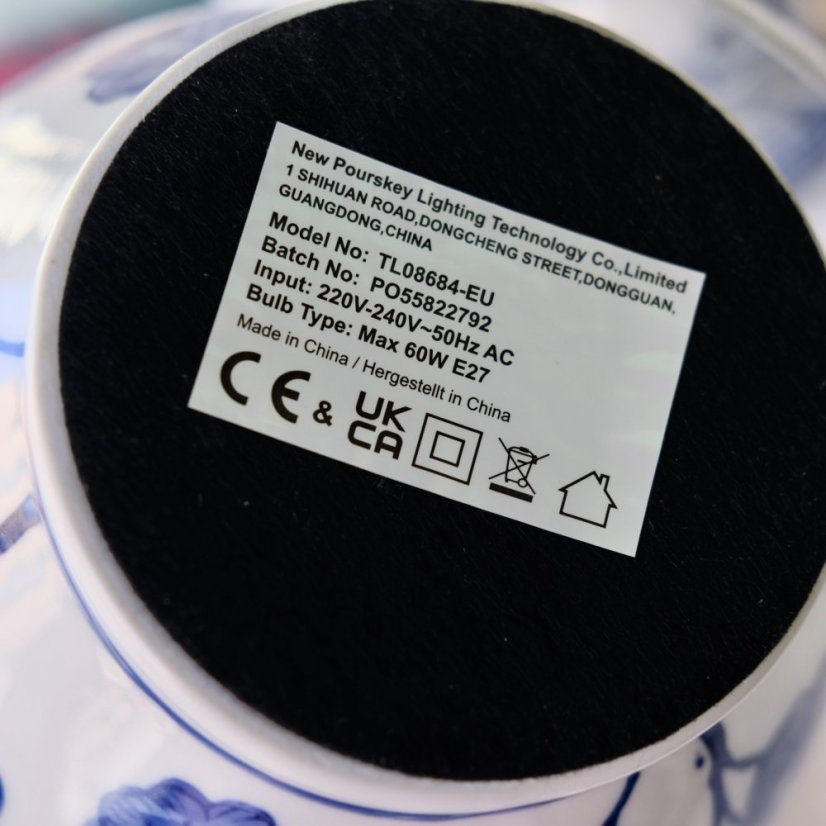 New Pourskey Lighting Technology Co.,Limited
1 SHIHUAN ROAD,DONGCHENG STREET,DONGGUAN,
GUANGDONG,CHINA
Model No: TL08684-EU
Batch No: PO55822792
Input: 220V-240V~50Hz AC
Bulb Type: Max 60W E27
Made in China / Hergestellt in China
CE & UK
CA